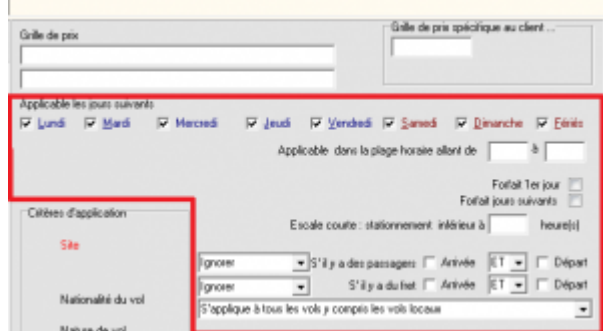 Grille de prix
Grille de prix spécifique au client ...
Applicable les jours suivants
Lundi Mardi Mercredi Jeudi Vendredi Samedi Dimanche Fériés
Applicable dans la plage horaire allant de à
Forfait 1er jour
Forfait jours suivants
Critères d'application
Escale courte : stationnement inférieur à heure(s)
Site
Ignorer S'il y a des passagers Arrivée ET Départ
Ignorer S'il y a du fret Arrivée ET Départ
Nationalité du vol
S'applique à tous les vols y compris les vols locaux
Nature de vol